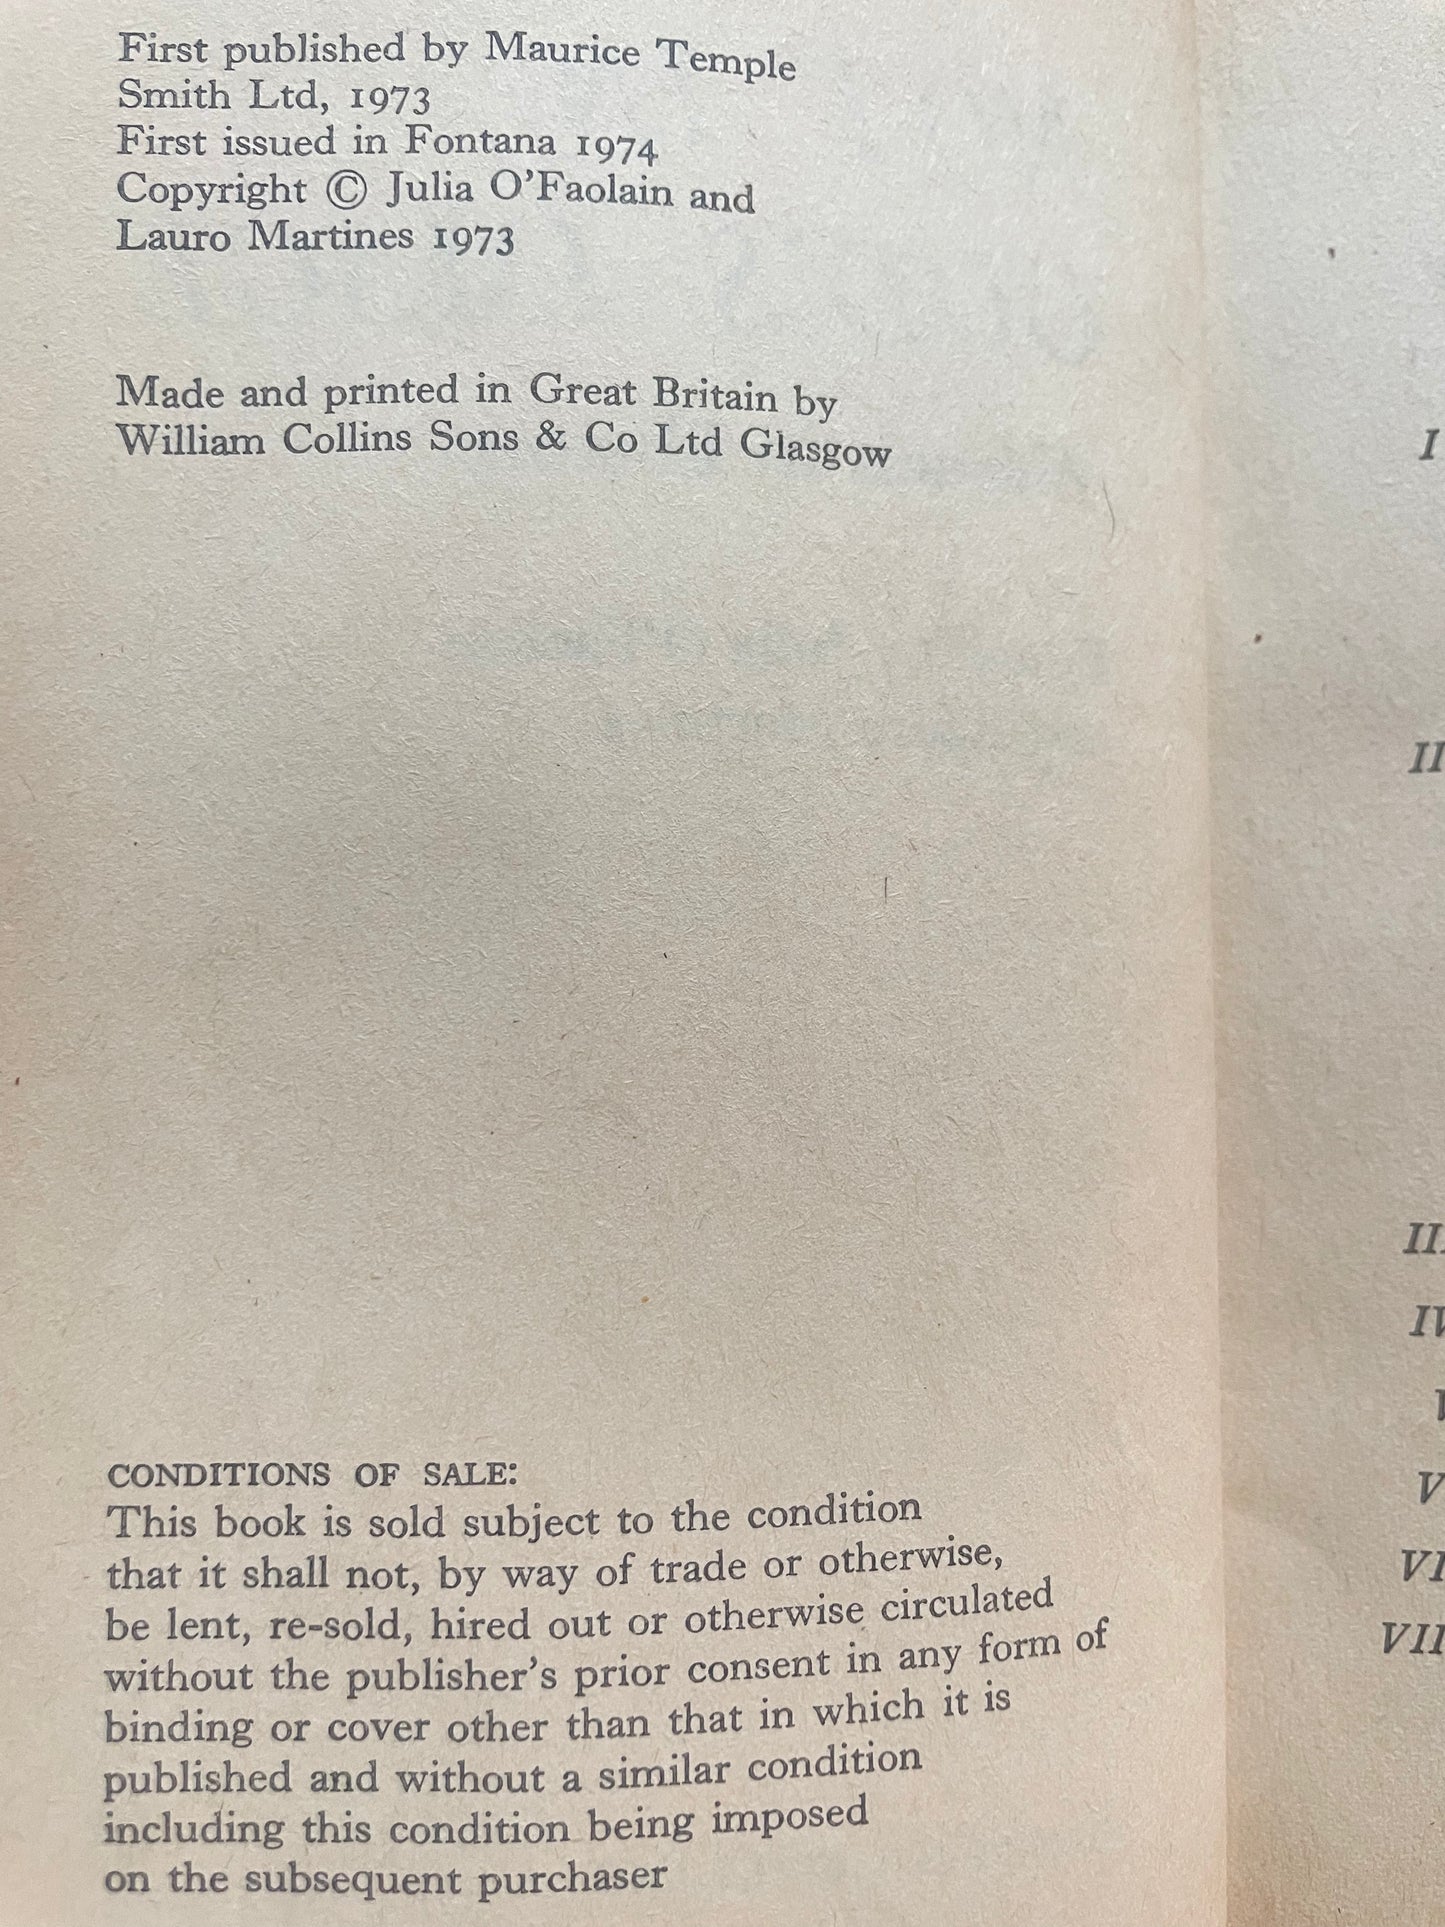 First published by Maurice Temple
Smith Ltd, 1973
First issued in Fontana 1974
Copyright © Julia O'Faolain and
Lauro Martines 1973
Made and printed in Great Britain by
William Collins Sons & Co Ltd Glasgow
CONDITIONS OF SALE:
This book is sold subject to the condition
that it shall not, by way of trade or otherwise,
be lent, re-sold, hired out or otherwise circulated
without the publisher's prior consent in any form of
binding or cover other than that in which it is
published and without a similar condition
including this condition being imposed
on the subsequent purchaser
I
II